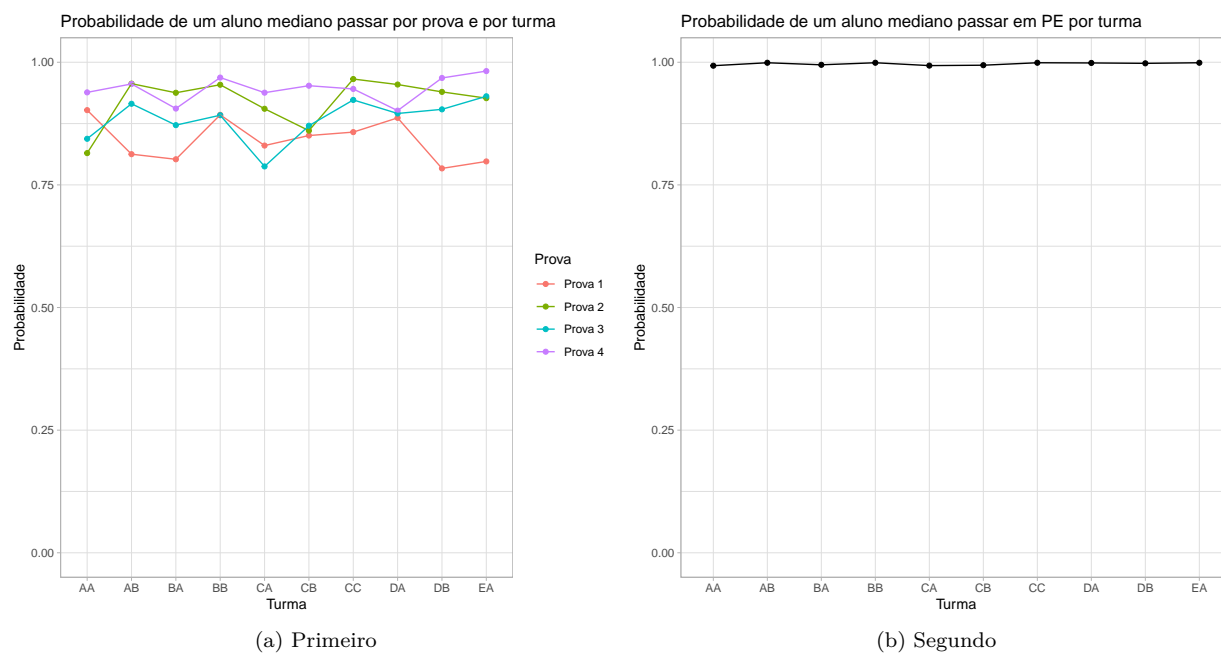 Probabilidade de um aluno mediano passar por prova e por turma
1.00
0.75
0.50
0.25
0.00
Probabilidade
AA AB BA BB CA CB CC DA DB EA
Turma
Prova
Prova 1
Prova 2
Prova 3
Prova 4
(a) Primeiro
Probabilidade de um aluno mediano passar em PE por turma
1.00
0.75
0.50
0.25
0.00
Probabilidade
AA AB BA BB CA CB CC DA DB EA
Turma
(b) Segundo